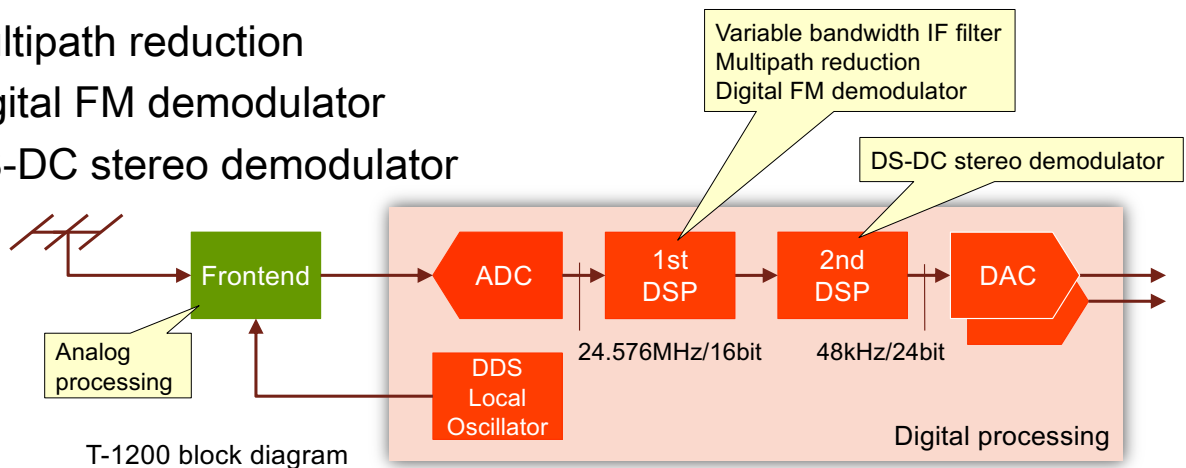 ultipath reduction
gital FM demodulator
S-DC stereo demodulator
Variable bandwidth IF filter
Multipath reduction
Digital FM demodulator
DS-DC stereo demodulator
Frontend
ADC
1st
DSP
2nd
DSP
DAC
Analog
processing
24.576MHz/16bit
48kHz/24bit
DDS
Local
Oscillator
Digital processing
T-1200 block diagram